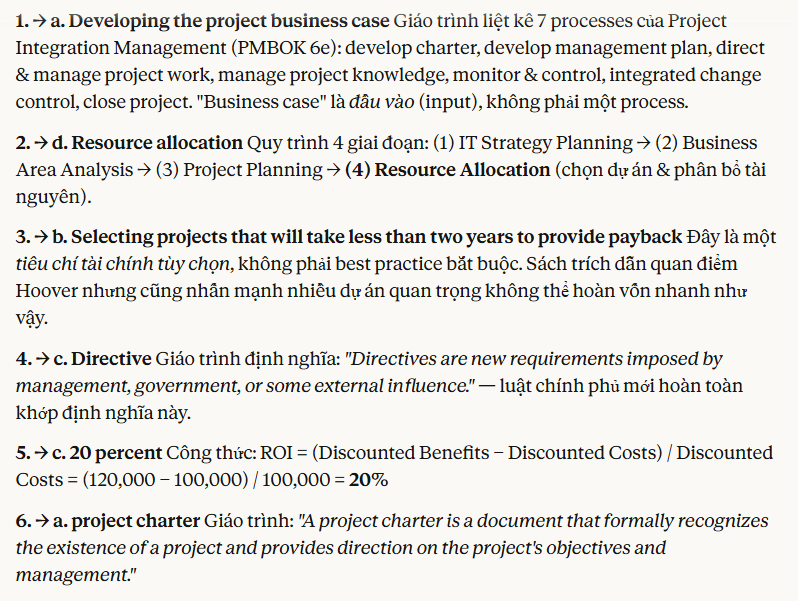 1. → a. Developing the project business case Giáo trình liệt kê 7 processes của Project
Integration Management (PMBOK 6e): develop charter, develop management plan, direct
& manage project work, manage project knowledge, monitor & control, integrated change
control, close project. "Business case" là đầu vào (input), không phải một process.
2. → d. Resource allocation Quy trình 4 giai đoạn: (1) IT Strategy Planning → (2) Business
Area Analysis → (3) Project Planning → (4) Resource Allocation (chọn dự án & phân bổ tài
nguyên).
3. → b. Selecting projects that will take less than two years to provide payback Đây là một
tiêu chí tài chính tùy chọn, không phải best practice bắt buộc. Sách trích dẫn quan điểm
Hoover nhưng cũng nhấn mạnh nhiều dự án quan trọng không thể hoàn vốn nhanh như
vậy.
4. → c. Directive Giáo trình định nghĩa: "Directives are new requirements imposed by
management, government, or some external influence." — luật chính phủ mới hoàn toàn
khớp định nghĩa này.
5. → c. 20 percent Công thức: ROI = (Discounted Benefits − Discounted Costs) / Discounted
Costs = (120,000 − 100,000) / 100,000 = 20%
6. → a. project charter Giáo trình: "A project charter is a document that formally recognizes
the existence of a project and provides direction on the project's objectives and
management."